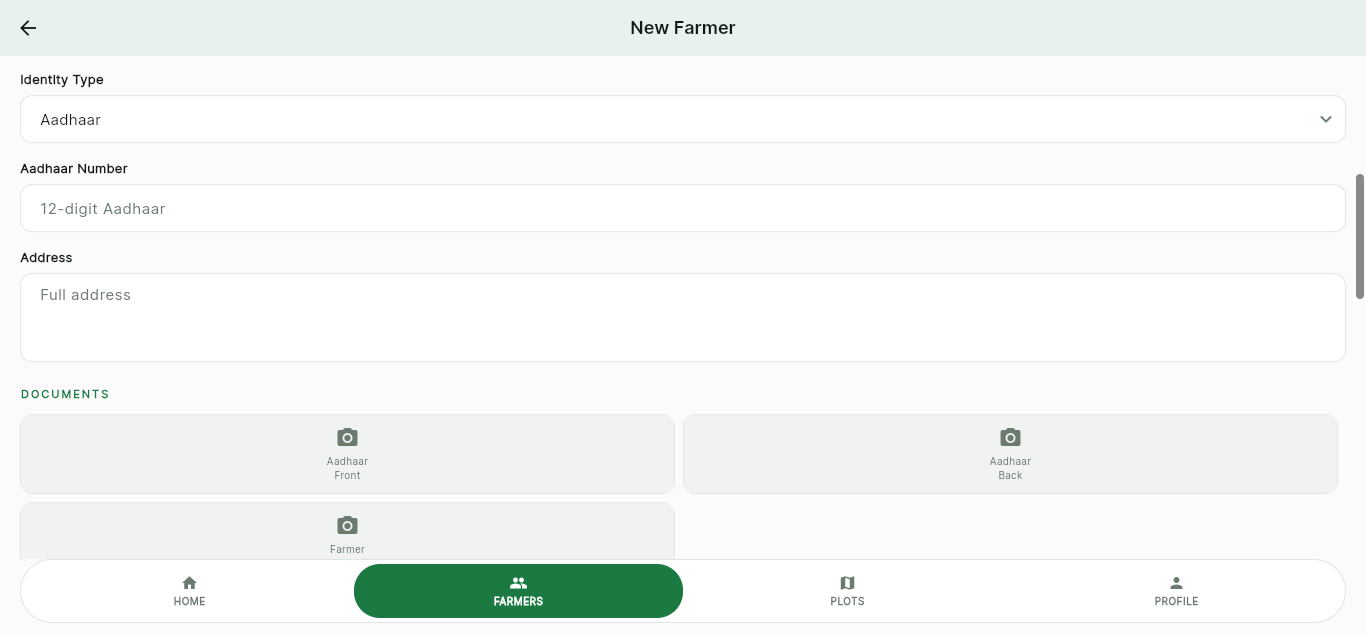 New Farmer
Identity Type
Aadhaar
Aadhaar Number
12-digit Aadhaar
Address
Full address
DOCUMENTS
Aadhaar
Front
Aadhaar
Back
Farmer
HOME
FARMERS
PLOTS
PROFILE